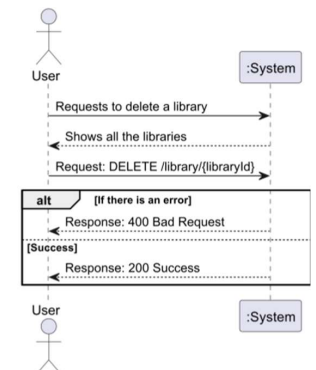 User
:System
Requests to delete a library
Shows all the libraries
Request: DELETE /library/{libraryId}
alt [If there is an error]
Response: 400 Bad Request
[Success]
Response: 200 Success
User
:System